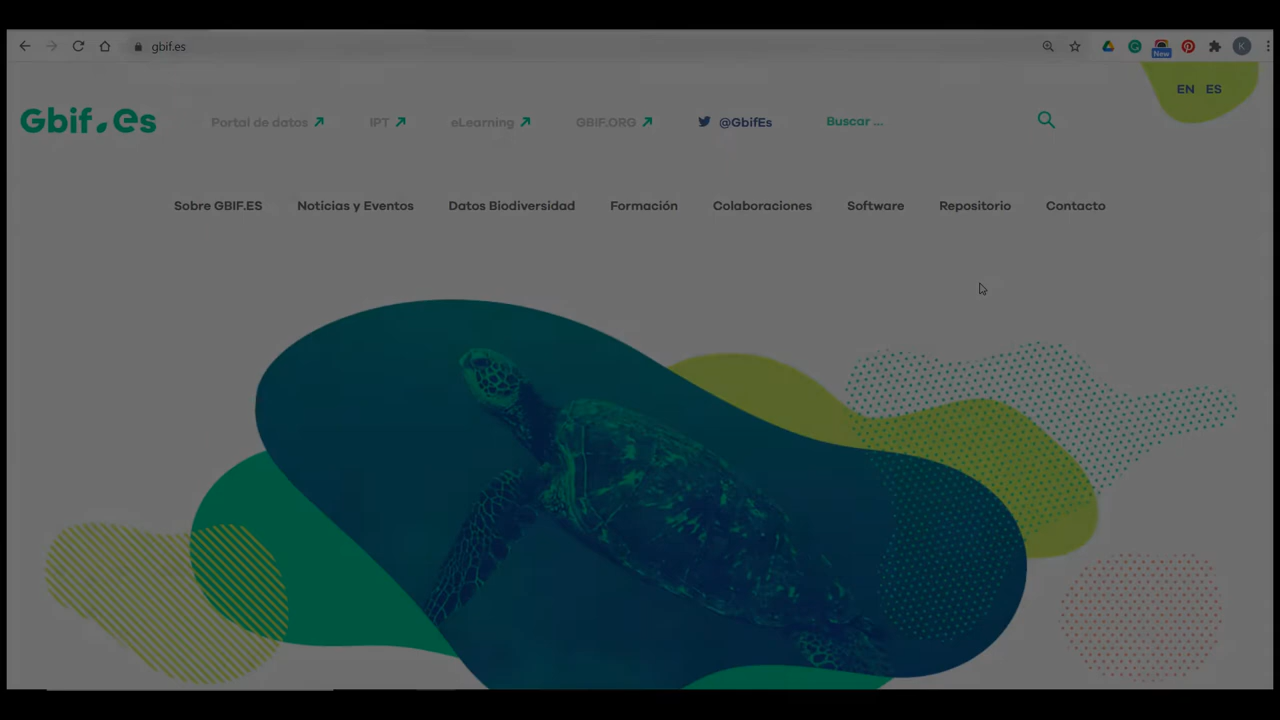 gbif.es
New
K
EN ES
Gbif.es
Portal de datos IPT eLearning GBIF.ORG @GbifEs Buscar ...
Sobre GBIF.ES Noticias y Eventos Datos Biodiversidad Formación Colaboraciones Software Repositorio Contacto